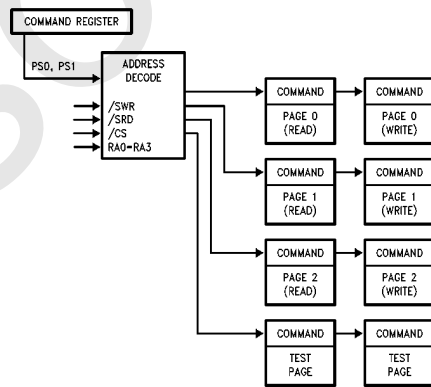 COMMAND REGISTER
PS0, PS1
ADDRESS
DECODE
/SWR
/SRD
/CS
RA0-RA3
COMMAND
PAGE 0
(READ)
COMMAND
PAGE 0
(WRITE)
COMMAND
PAGE 1
(READ)
COMMAND
PAGE 1
(WRITE)
COMMAND
PAGE 2
(READ)
COMMAND
PAGE 2
(WRITE)
COMMAND
TEST
PAGE
COMMAND
TEST
PAGE